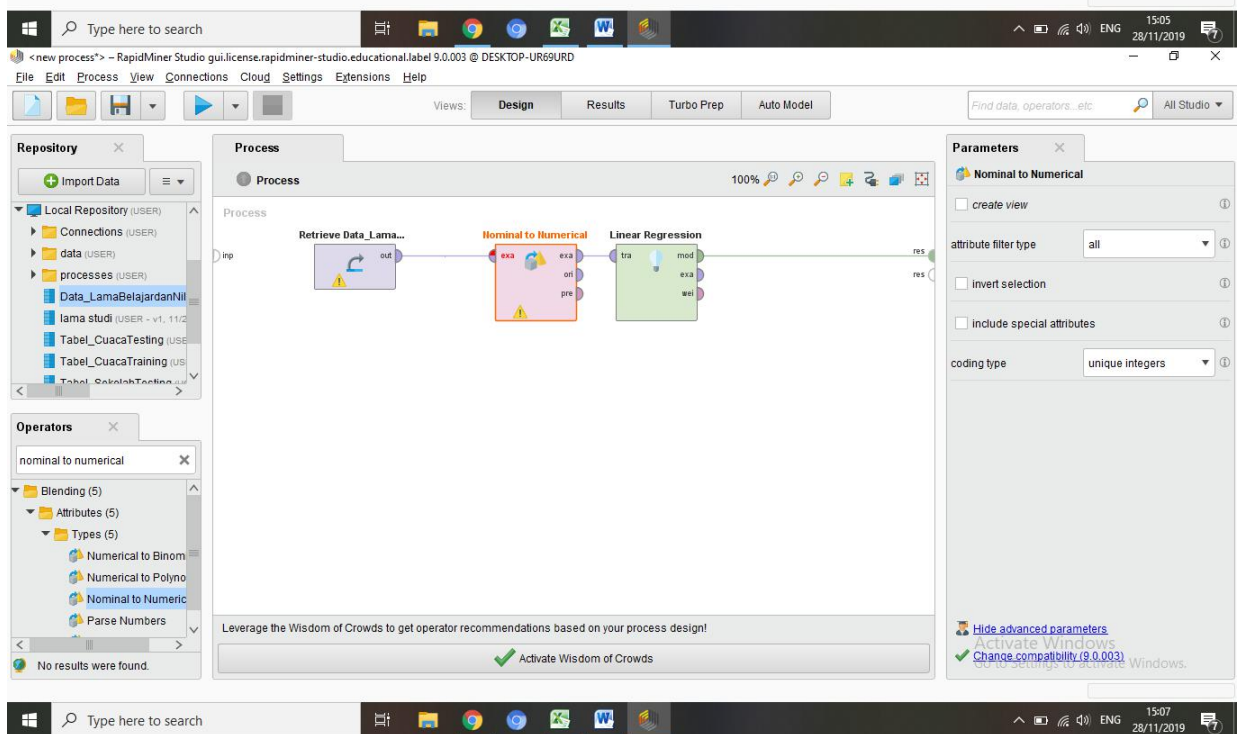 Type here to search
ENG
15:05
28/11/2019
<new process*> – RapidMiner Studio gui.license.rapidminer-studio.educational.label 9.0.003 @ DESKTOP-UR69URD
File Edit Process View Connections Cloud Settings Extensions Help
Views: Design Results Turbo Prep Auto Model
Find data, operators...etc
All Studio
Repository
Import Data
Local Repository (USER)
Connections (USER)
data (USER)
processes (USER)
Data_LamaBelajardanNil
lama studi (USER - v1, 11/2
Tabel_CuacaTesting (USE
Tabel_CuacaTraining (US
Tabel_SekolahTesting
Operators
nominal to numerical
Blending (5)
Attributes (5)
Types (5)
Numerical to Binom
Numerical to Polyno
Nominal to Numeric
Parse Numbers
No results were found.
Process
Process
100%
Process
Retrieve Data_Lama...
Nominal to Numerical
Linear Regression
inp
out
exa
exa
ori
pre
tra
mod
exa
wei
res
res
Leverage the Wisdom of Crowds to get operator recommendations based on your process design!
Activate Wisdom of Crowds
Parameters
Nominal to Numerical
create view
attribute filter type all
invert selection
include special attributes
coding type unique integers
Hide advanced parameters
Activate Windows
Change compatibility (9.0.003)
Go to Settings to activate Windows.
Type here to search
ENG
15:07
28/11/2019